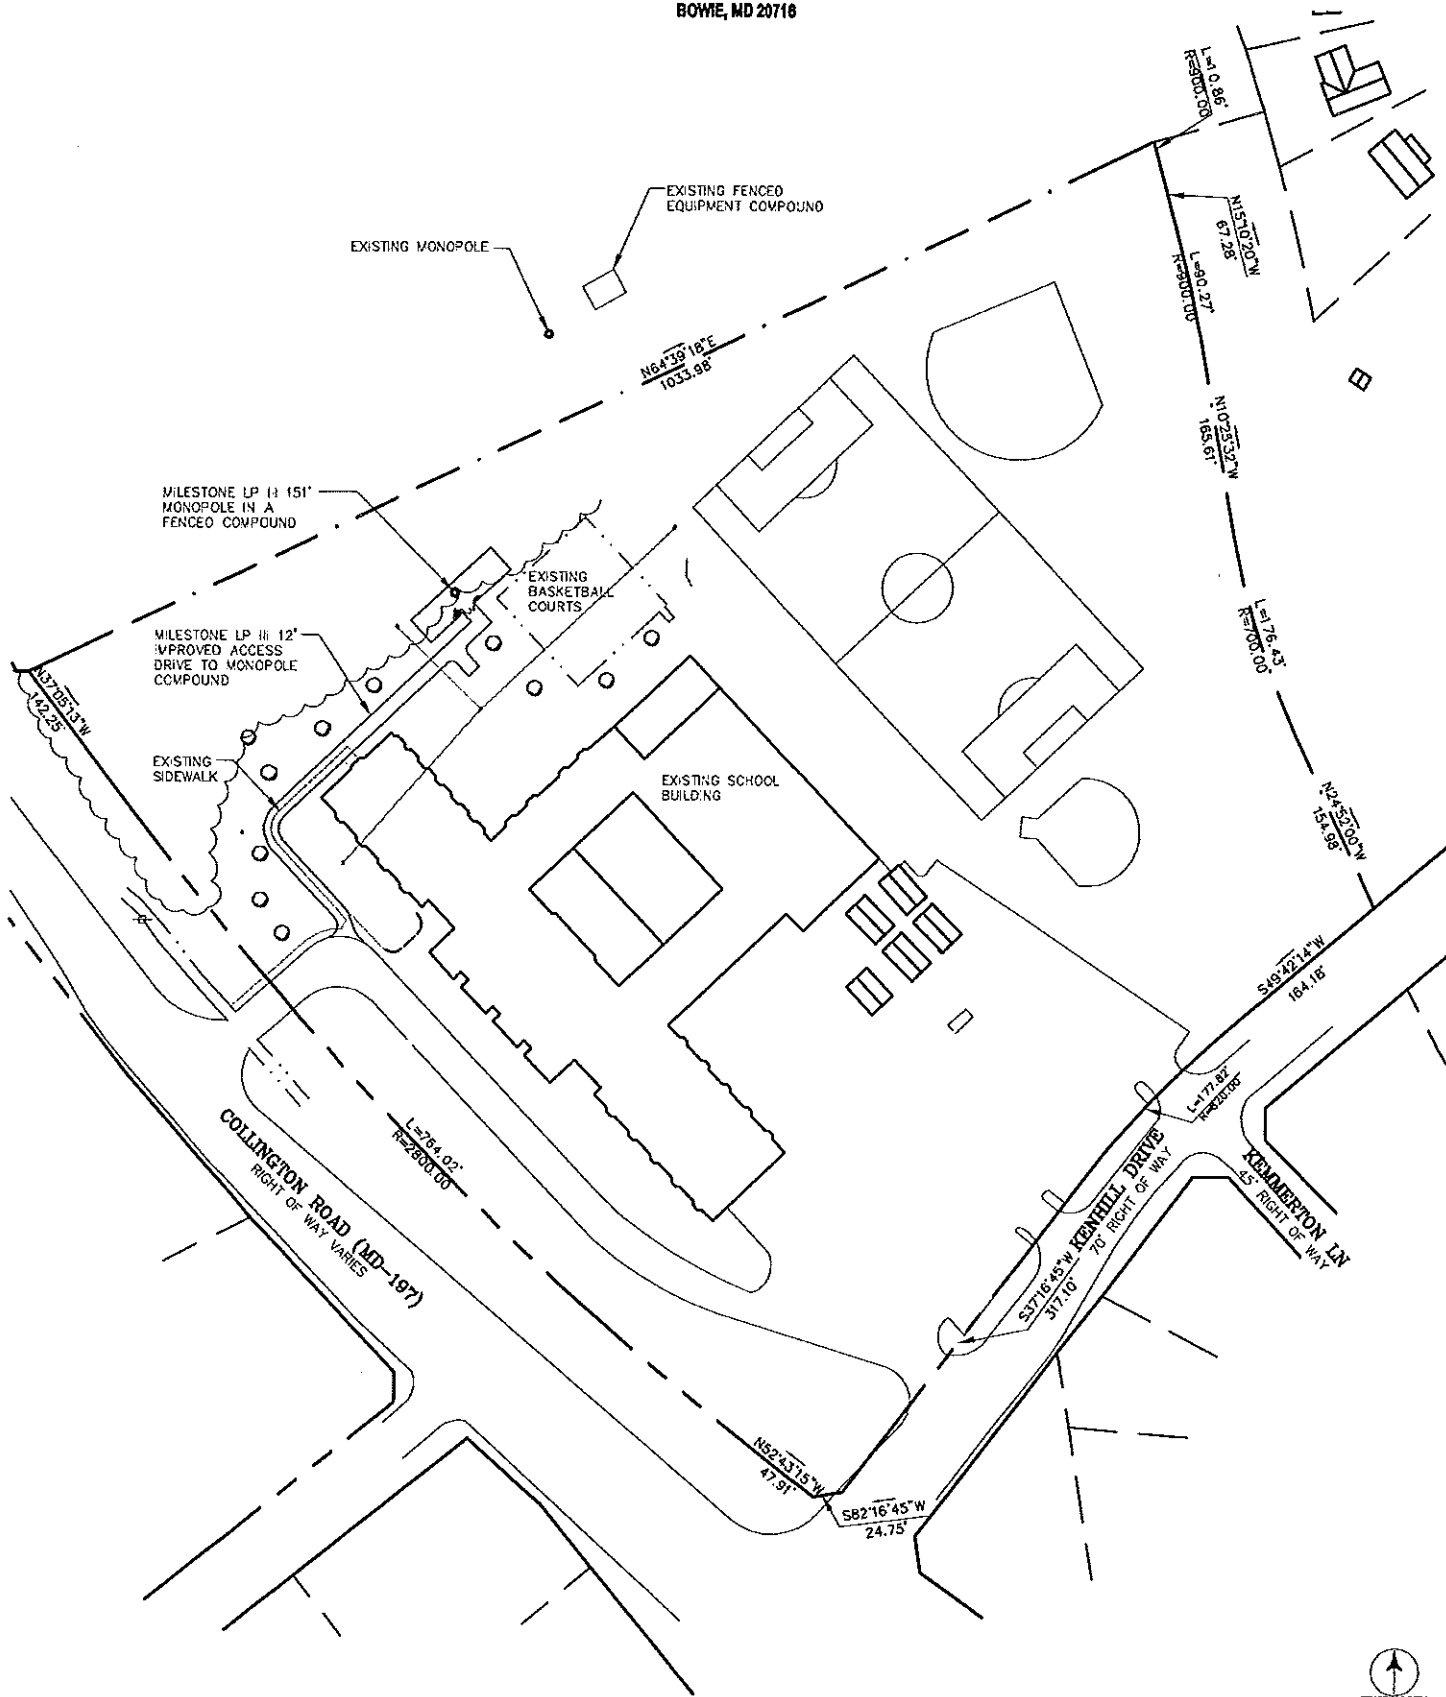 BOWIE, MD 20716
L=10.86'
R=900.00
EXISTING FENCED
EQUIPMENT COMPOUND
EXISTING MONOPOLE
N15°10'20"W
67.28'
L=90.27'
R=900.00
N64°39'18"E
1033.98'
N10°25'32"W
165.61'
MILESTONE LP III 151'
MONOPOLE IN A
FENCED COMPOUND
EXISTING
BASKETBALL
COURTS
MILESTONE LP III 12'
IMPROVED ACCESS
DRIVE TO MONOPOLE
COMPOUND
L=176.43'
R=700.00'
N37°05'13"W
142.25'
EXISTING
SIDEWALK
EXISTING SCHOOL
BUILDING
N24°52'00"W
154.98'
S49°42'14"W
164.18'
L=177.82'
R=820.00'
COLLINGTON ROAD (MD-197)
RIGHT OF WAY VARIES
L=764.02'
R=2900.00
KENHILL DRIVE
70' RIGHT OF WAY
KEMMERTON LN
45' RIGHT OF WAY
S37°16'45"W
317.10'
N52°43'15"W
47.91'
S82°16'45"W
24.75'